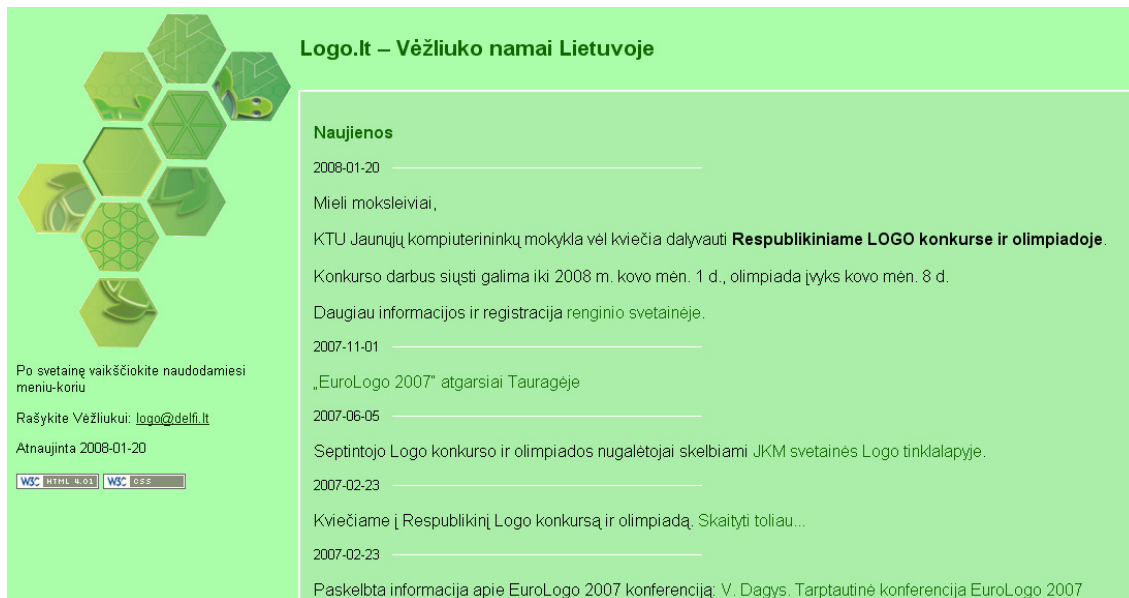 Logo.lt – Vėžliuko namai Lietuvoje
Naujienos
2008-01-20
Mieli moksleiviai,
KTU Jaunųjų kompiuterininkų mokykla vėl kviečia dalyvauti Respublikiniame LOGO konkurse ir olimpiadoje.
Konkurso darbus siųsti galima iki 2008 m. kovo mėn. 1 d., olimpiada įvyks kovo mėn. 8 d.
Daugiau informacijos ir registracija renginio svetainėje.
2007-11-01
„EuroLogo 2007” atgarsiai Tauragėje
2007-06-05
Septintojo Logo konkurso ir olimpiados nugalėtojai skelbiami JKM svetainės Logo tinklalapyje.
2007-02-23
Kviečiame į Respublikinį Logo konkursą ir olimpiadą. Skaityti toliau...
2007-02-23
Paskelbta informacija apie EuroLogo 2007 konferenciją: V. Dagys. Tarptautinė konferencija EuroLogo 2007
Po svetainę vaikščiokite naudodamiesi
meniu-koriu
Rašykite Vėžliukui: logo@delfi.lt
Atnaujinta 2008-01-20
W3C HTML 4.01 W3C CSS